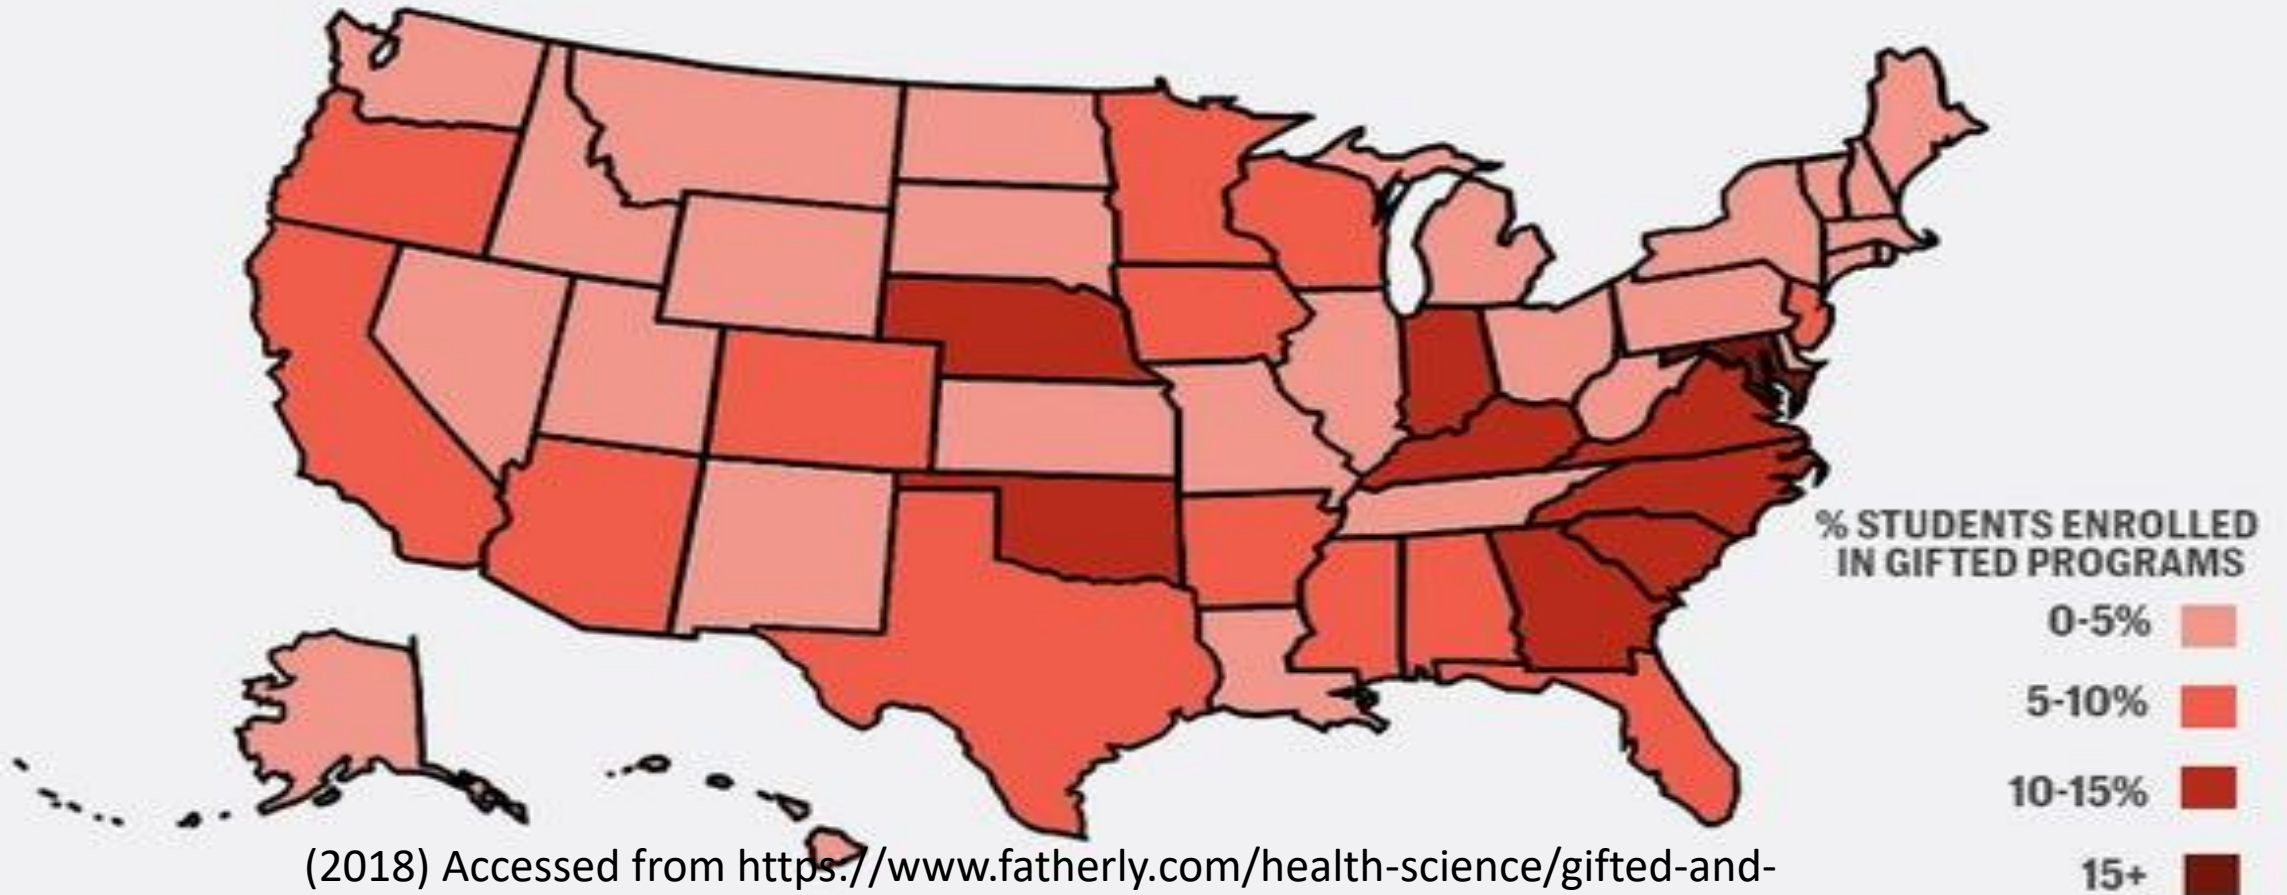 % STUDENTS ENROLLED
IN GIFTED PROGRAMS
0-5%
5-10%
10-15%
15+
(2018) Accessed from https://www.fatherly.com/health-science/gifted-and-